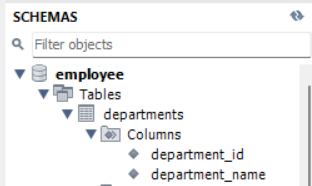 SCHEMAS
Filter objects
employee
Tables
departments
Columns
department_id
department_name